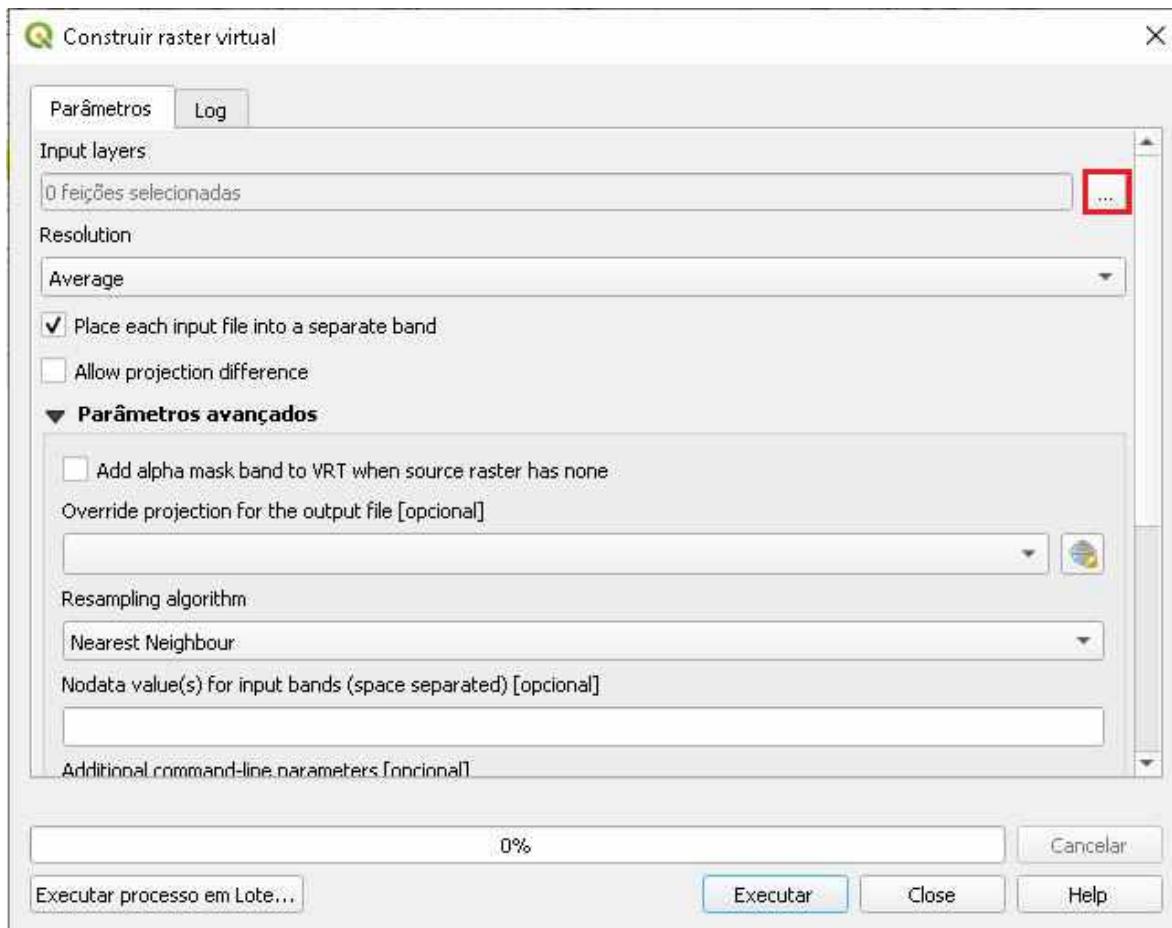 Construir raster virtual
Parâmetros Log
Input layers
0 feições selecionadas ...
Resolution
Average
Place each input file into a separate band
Allow projection difference
Parâmetros avançados
Add alpha mask band to VRT when source raster has none
Override projection for the output file [opcional]
Resampling algorithm
Nearest Neighbour
Nodata value(s) for input bands (space separated) [opcional]
Additional command-line parameters [opcional]
0% Cancelar
Executar processo em Lote... Executar Close Help